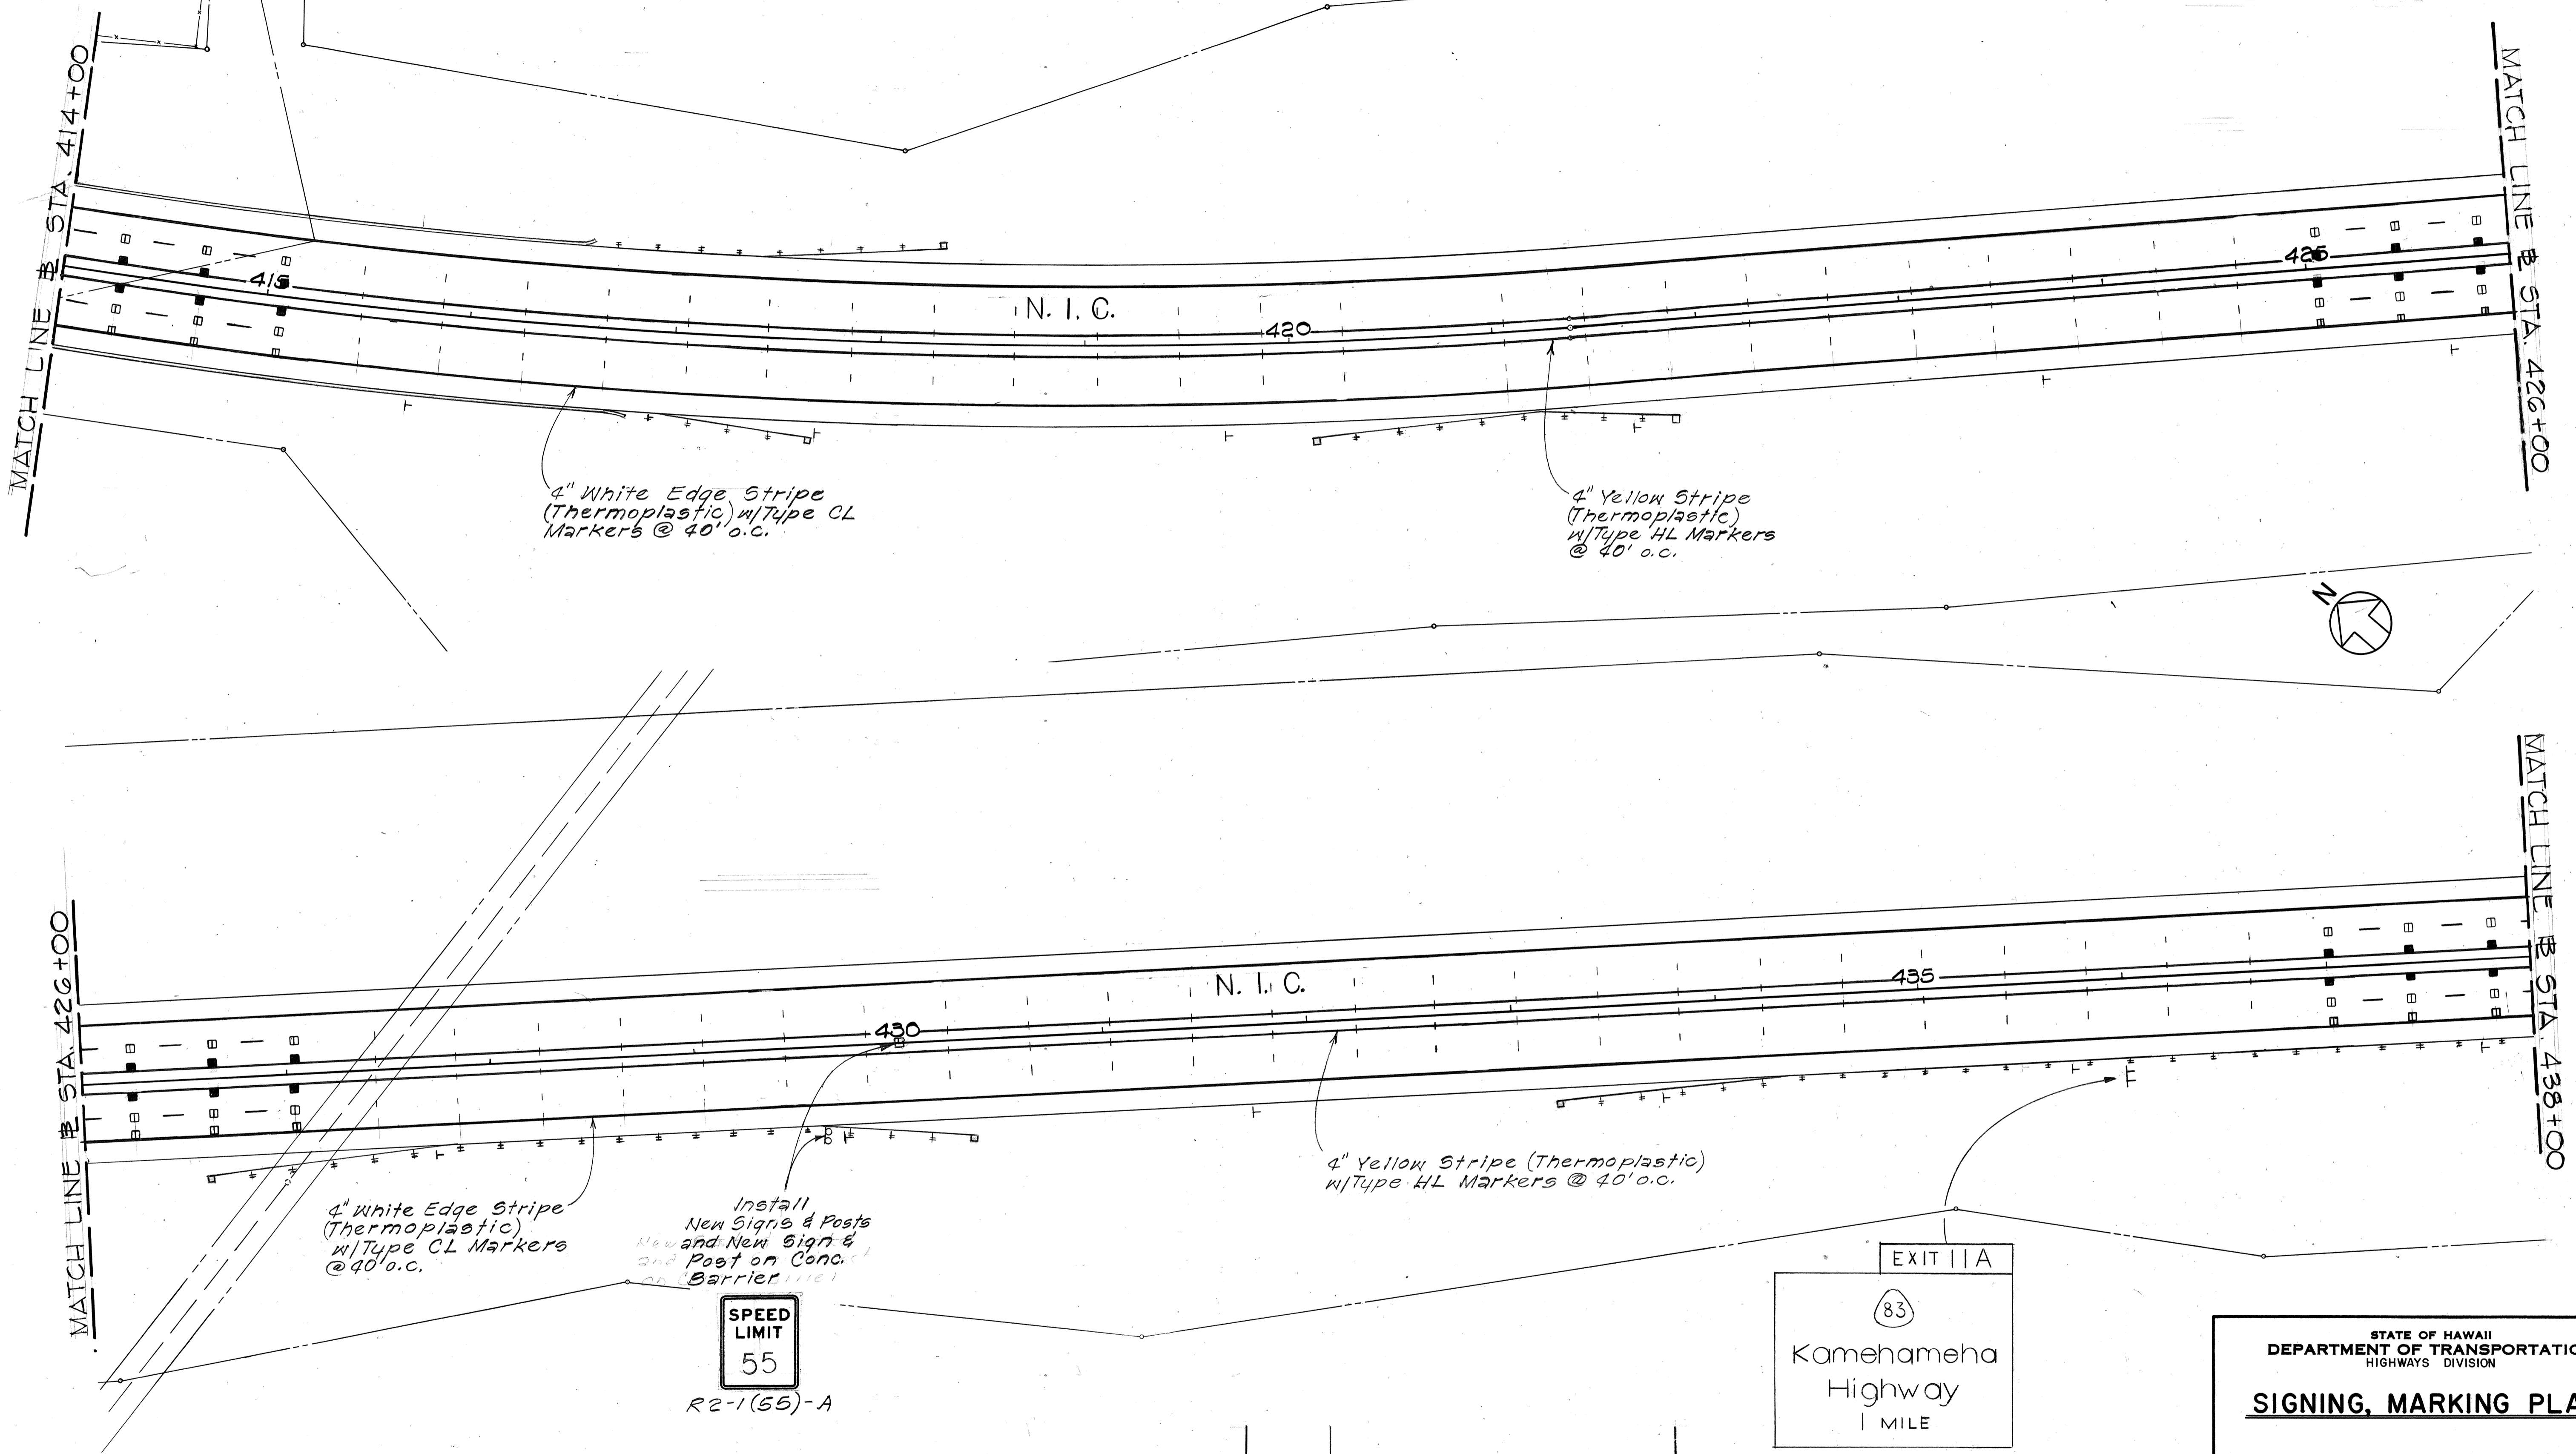 MATCH LINE ⅊ STA. 414+00
415
N. I. C.
420
425
MATCH LINE ⅊ STA. 426+00
4" White Edge Stripe
(Thermoplastic) w/Type CL
Markers @ 40' o.c.
4" Yellow Stripe
(Thermoplastic)
w/Type HL Markers
@ 40' o.c.
N
MATCH LINE ⅊ STA. 426+00
430
N. I. C.
435
MATCH LINE ⅊ STA. 438+00
4" White Edge Stripe
(Thermoplastic)
w/Type CL Markers
@ 40' o.c.
Install
New Signs & Posts
and New Sign &
Post on Conc.
Barrier
SPEED
LIMIT
55
R2-1(55)-A
4" Yellow Stripe (Thermoplastic)
w/Type HL Markers @ 40' o.c.
EXIT 11A
83
Kamehameha
Highway
1 MILE
STATE OF HAWAII
DEPARTMENT OF TRANSPORTATIO
HIGHWAYS DIVISION
SIGNING, MARKING PLA